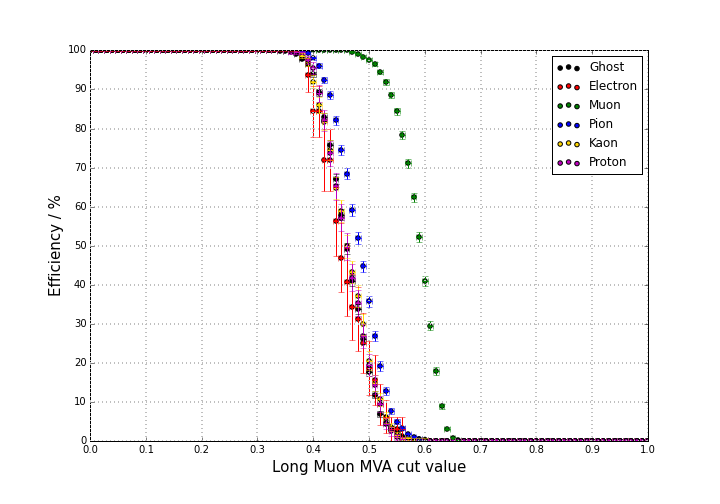 100
90
80
70
60
50
40
30
20
10
0
Efficiency / %
0.0 0.1 0.2 0.3 0.4 0.5 0.6 0.7 0.8 0.9 1.0
Long Muon MVA cut value
Ghost
Electron
Muon
Pion
Kaon
Proton